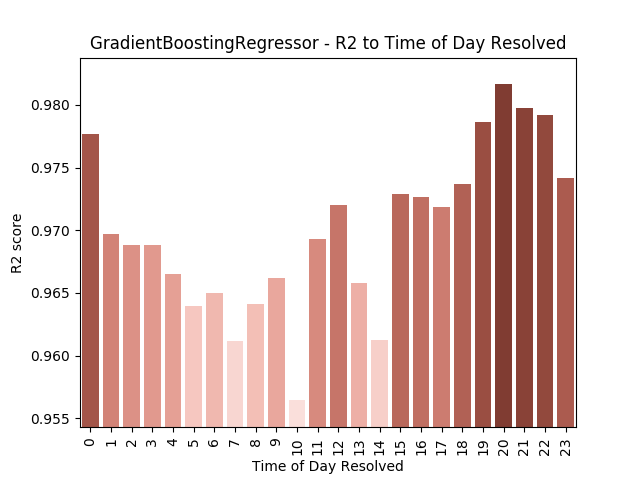 GradientBoostingRegressor - R2 to Time of Day Resolved
R2 score
0.980
0.975
0.970
0.965
0.960
0.955
0 1 2 3 4 5 6 7 8 9 10 11 12 13 14 15 16 17 18 19 20 21 22 23
Time of Day Resolved